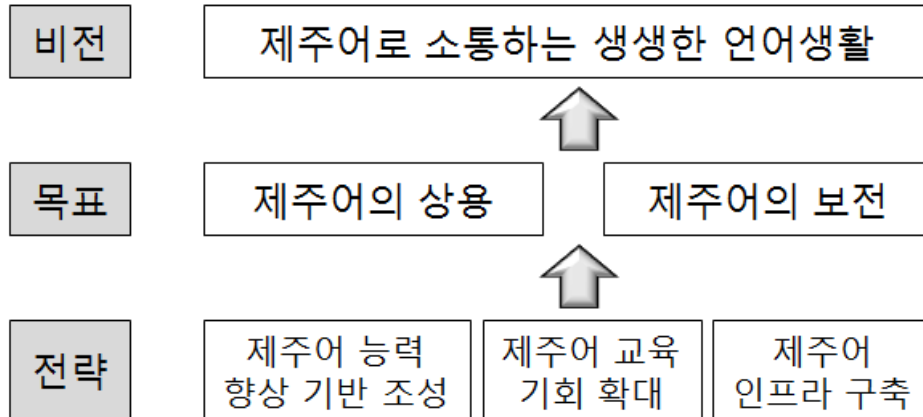 비전
제주어로 소통하는 생생한 언어생활
목표
제주어의 상용
제주어의 보전
전략
제주어 능력
향상 기반 조성
제주어 교육
기회 확대
제주어
인프라 구축